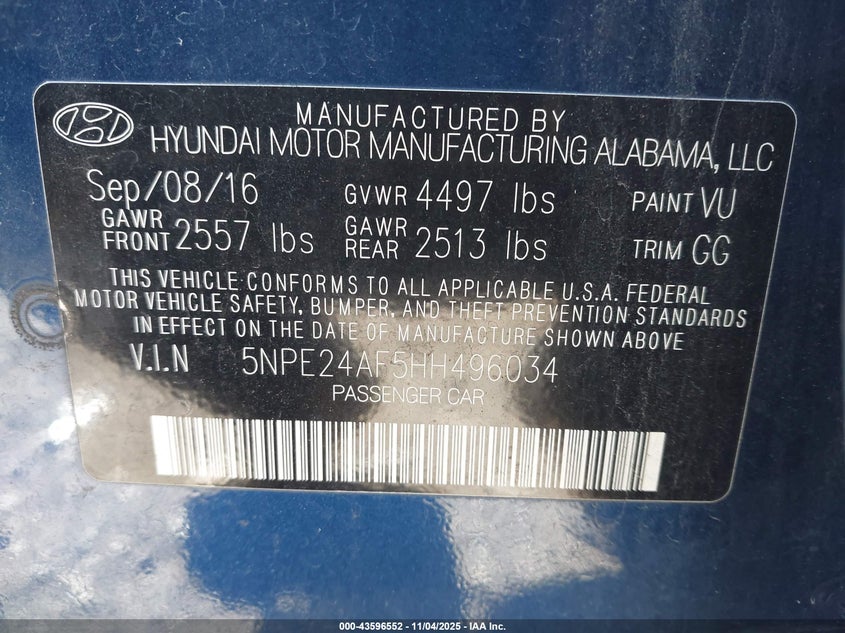 MANUFACTURED BY
HYUNDAI MOTOR MANUFACTURING ALABAMA, LLC
Sep/08/16 GVWR 4497 lbs PAINT VU
GAWR FRONT 2557 lbs GAWR REAR 2513 lbs TRIM GG
THIS VEHICLE CONFORMS TO ALL APPLICABLE U.S.A. FEDERAL
MOTOR VEHICLE SAFETY, BUMPER, AND THEFT PREVENTION STANDARDS
IN EFFECT ON THE DATE OF MANUFACTURE SHOWN ABOVE.
V.I.N 5NPE24AF5HH496034
PASSENGER CAR
000-43596552 - 11/04/2025 - IAA Inc.